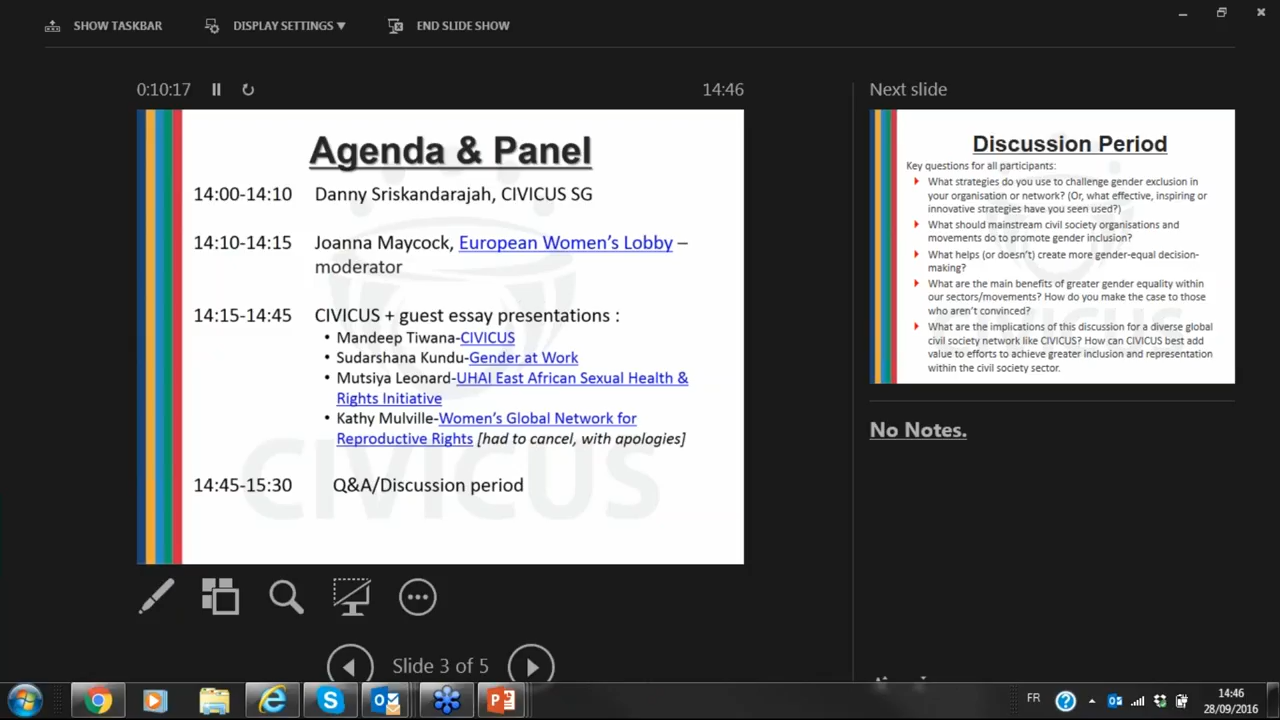 SHOW TASKBAR
DISPLAY SETTINGS ▼
END SLIDE SHOW
0:10:17
14:46
Agenda & Panel
14:00-14:10 Danny Sriskandarajah, CIVICUS SG
14:10-14:15 Joanna Maycock, European Women's Lobby –
moderator
14:15-14:45 CIVICUS + guest essay presentations :
• Mandeep Tiwana-CIVICUS
• Sudarshana Kundu-Gender at Work
• Mutsiya Leonard-UHAI East African Sexual Health &
Rights Initiative
• Kathy Mulville-Women's Global Network for
Reproductive Rights [had to cancel, with apologies]
14:45-15:30 Q&A/Discussion period
CIVICUS
Slide 3 of 5
Next slide
Discussion Period
Key questions for all participants:
What strategies do you use to challenge gender exclusion in
your organisation or network? (Or, what effective, inspiring or
innovative strategies have you seen used?)
What should mainstream civil society organisations and
movements do to promote gender inclusion?
What helps (or doesn't) create more gender-equal decision-
making?
What are the main benefits of greater gender equality within
our sectors/movements? How do you make the case to those
who aren't convinced?
What are the implications of this discussion for a diverse global
civil society network like CIVICUS? How can CIVICUS best add
value to efforts to achieve greater inclusion and representation
within the civil society sector.
No Notes.
FR
14:46
28/09/2016